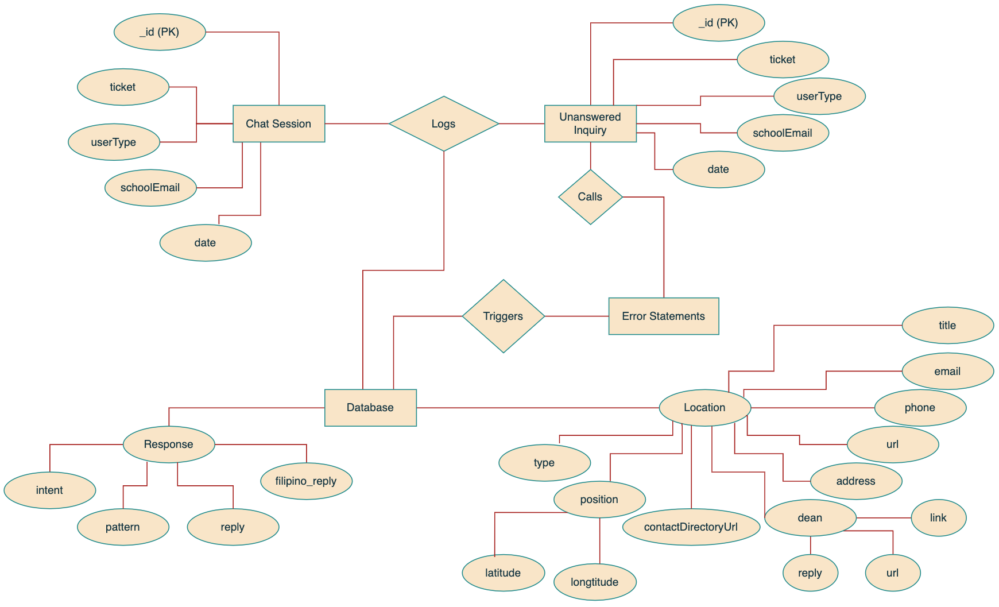 _id (PK)
_id (PK)
ticket
ticket
userType
Chat Session
Logs
Unanswered
Inquiry
schoolEmail
userType
date
schoolEmail
Calls
date
Triggers
Error Statements
title
email
Database
Location
phone
Response
url
type
filipino_reply
address
intent
position
dean
link
pattern
reply
contactDirectoryUrl
latitude
longtitude
reply
url